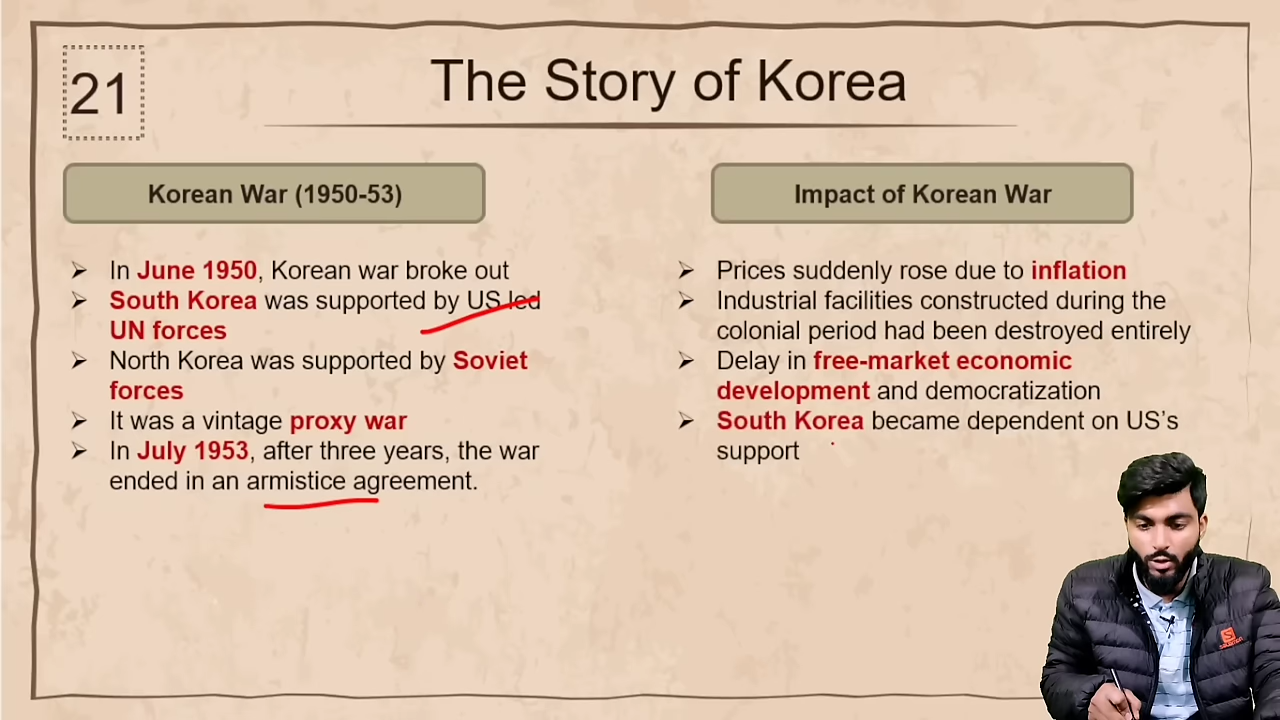 21
The Story of Korea
Korean War (1950-53)
➢ In June 1950, Korean war broke out
➢ South Korea was supported by US led
UN forces
➢ North Korea was supported by Soviet
forces
➢ It was a vintage proxy war
➢ In July 1953, after three years, the war
ended in an armistice agreement.
Impact of Korean War
➢ Prices suddenly rose due to inflation
➢ Industrial facilities constructed during the
colonial period had been destroyed entirely
➢ Delay in free-market economic
development and democratization
➢ South Korea became dependent on US’s
support